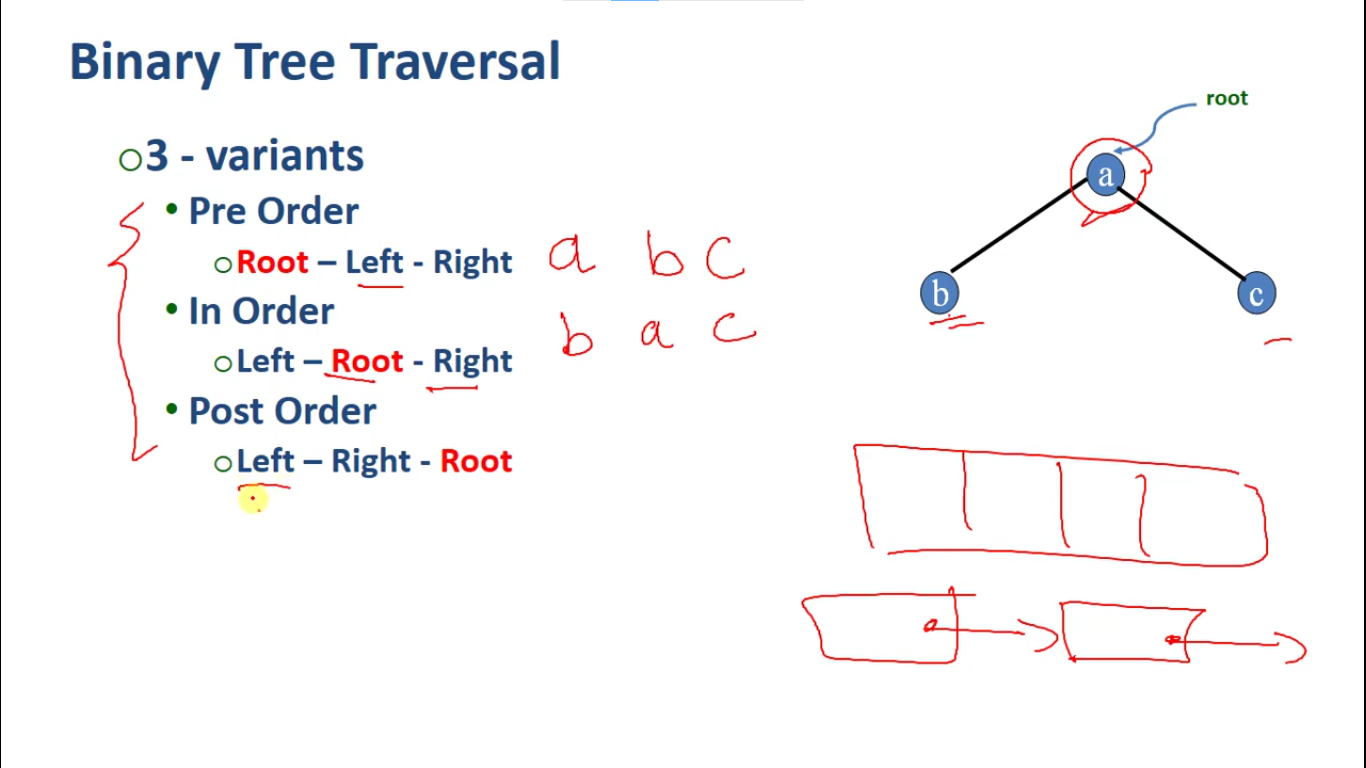 Binary Tree Traversal
root
3 - variants
a
• Pre Order
Root – Left - Right a b c
b c
• In Order
Left – Root - Right b a c
• Post Order
Left – Right - Root